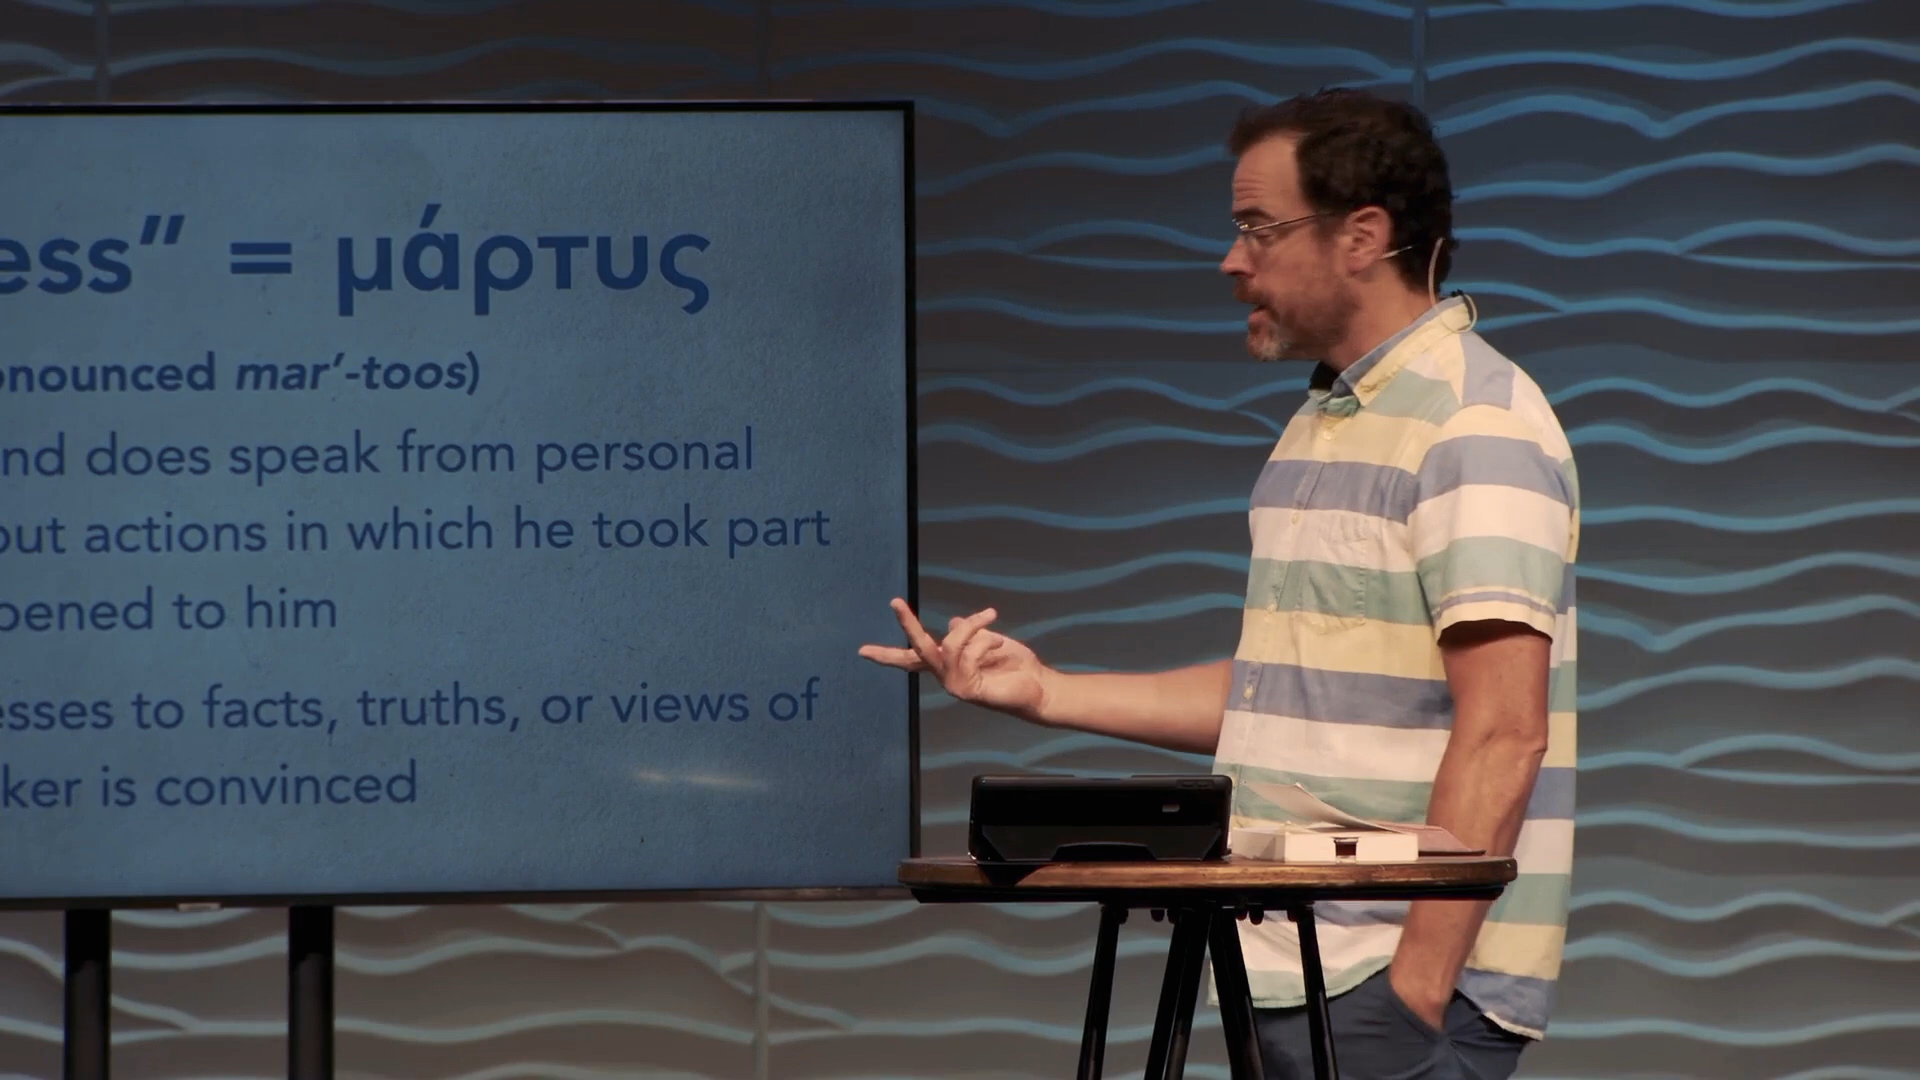 ess” = μάρτυς
onounced mar’-toos)
nd does speak from personal
out actions in which he took part
pened to him
esses to facts, truths, or views of
ker is convinced